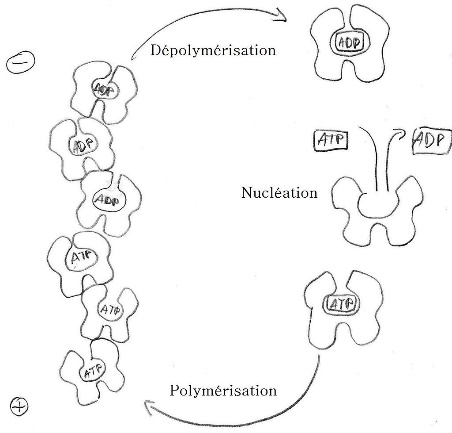 Dépolymérisation
ADP
−
ADP
ADP
ATP
ADP
Nucléation
ADP
ATP
ATP
ATP
ATP
Polymérisation
+